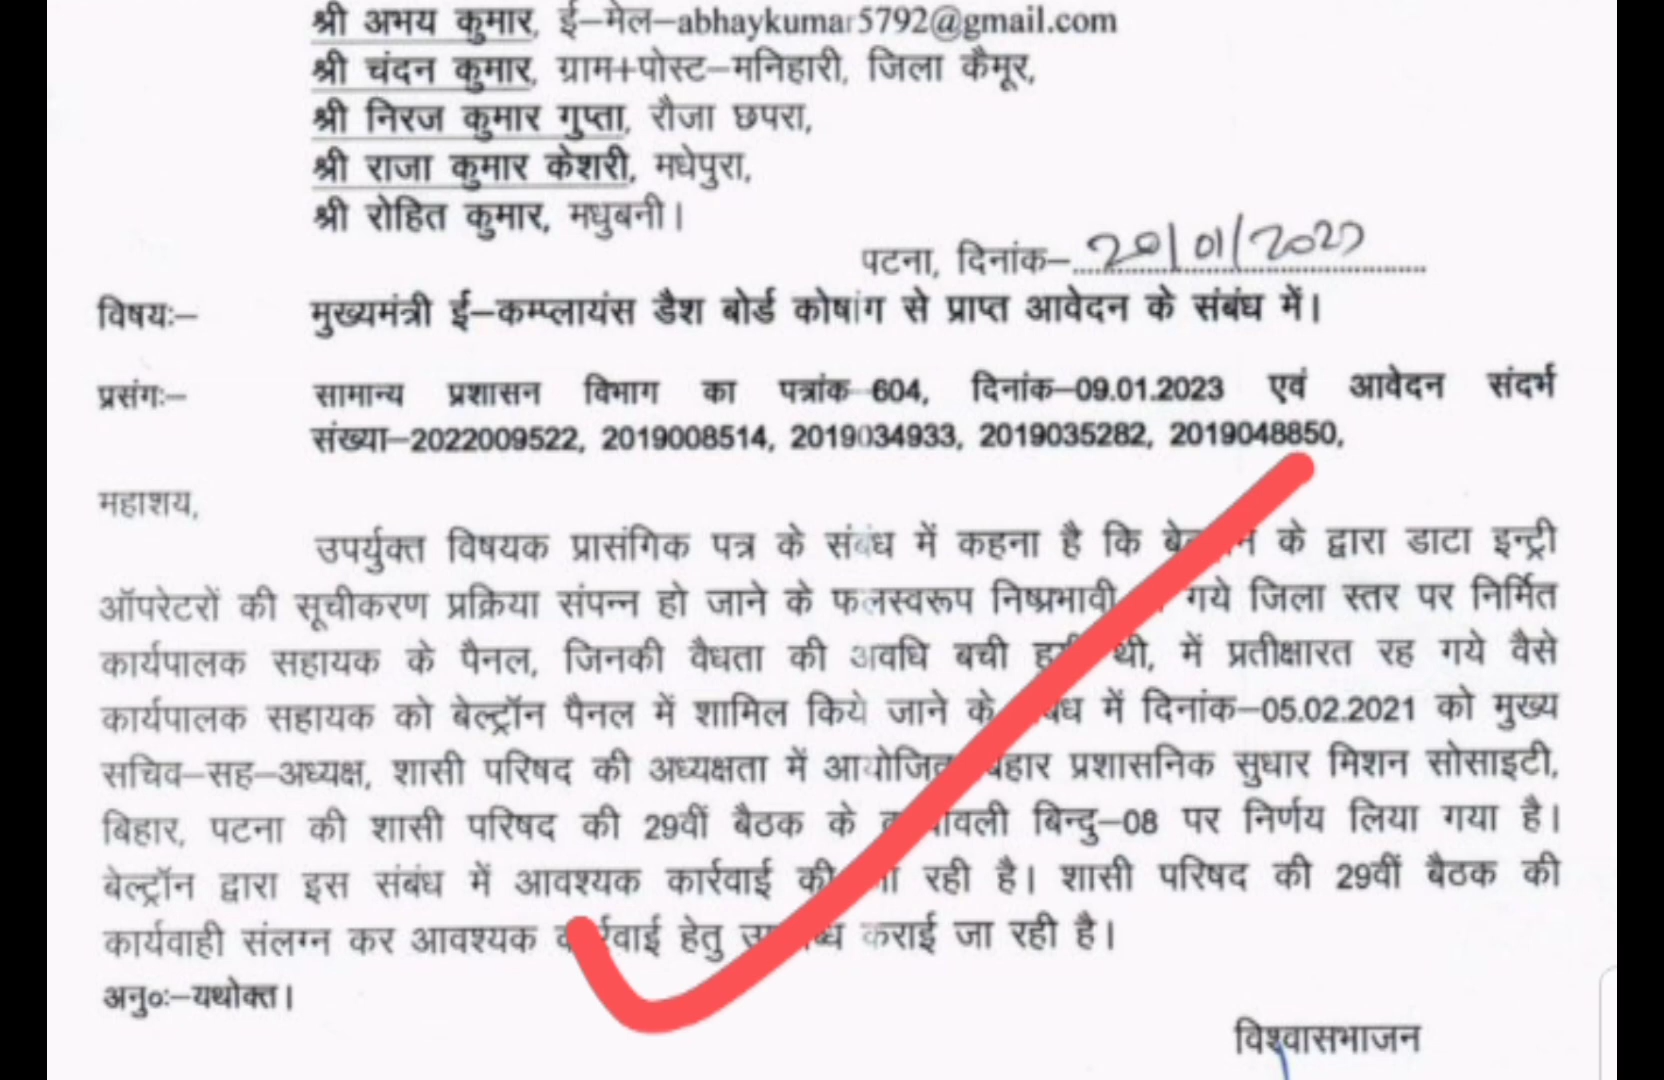 श्री अभय कुमार, ई–मेल–abhaykumar5792@gmail.com
श्री चंदन कुमार, ग्राम+पोस्ट–मनिहारी, जिला कैमूर,
श्री निरज कुमार गुप्ता, रौजा छपरा,
श्री राजा कुमार केशरी, मधेपुरा,
श्री रोहित कुमार, मधुबनी।
पटना, दिनांक–20/01/2023
विषयः– मुख्यमंत्री ई–कम्प्लायंस डैश बोर्ड कोषांग से प्राप्त आवेदन के संबंध में।
प्रसंगः– सामान्य प्रशासन विभाग का पत्रांक–604, दिनांक–09.01.2023 एवं आवेदन संदर्भ
संख्या–2022009522, 2019008514, 2019034933, 2019035282, 2019048850,
महाशय,
उपर्युक्त विषयक प्रासंगिक पत्र के संबंध में कहना है कि के द्वारा डाटा इन्ट्री
ऑपरेटरों की सूचीकरण प्रक्रिया संपन्न हो जाने के फलस्वरूप निष्प्रभावी गये जिला स्तर पर निर्मित
कार्यपालक सहायक के पैनल, जिनकी वैधता की अवधि बची थी, में प्रतीक्षारत रह गये वैसे
कार्यपालक सहायक को बेल्ट्रॉन पैनल में शामिल किये जाने के में दिनांक–05.02.2021 को मुख्य
सचिव–सह–अध्यक्ष, शासी परिषद की अध्यक्षता में आयोजित बिहार प्रशासनिक सुधार मिशन सोसाइटी,
बिहार, पटना की शासी परिषद की 29वीं बैठक के बिन्दु–08 पर निर्णय लिया गया है।
बेल्ट्रॉन द्वारा इस संबंध में आवश्यक कार्रवाई की रही है। शासी परिषद की 29वीं बैठक की
कार्यवाही संलग्न कर आवश्यक कार्रवाई हेतु कराई जा रही है।
अनु०ः–यथोक्त।
विश्वासभाजन